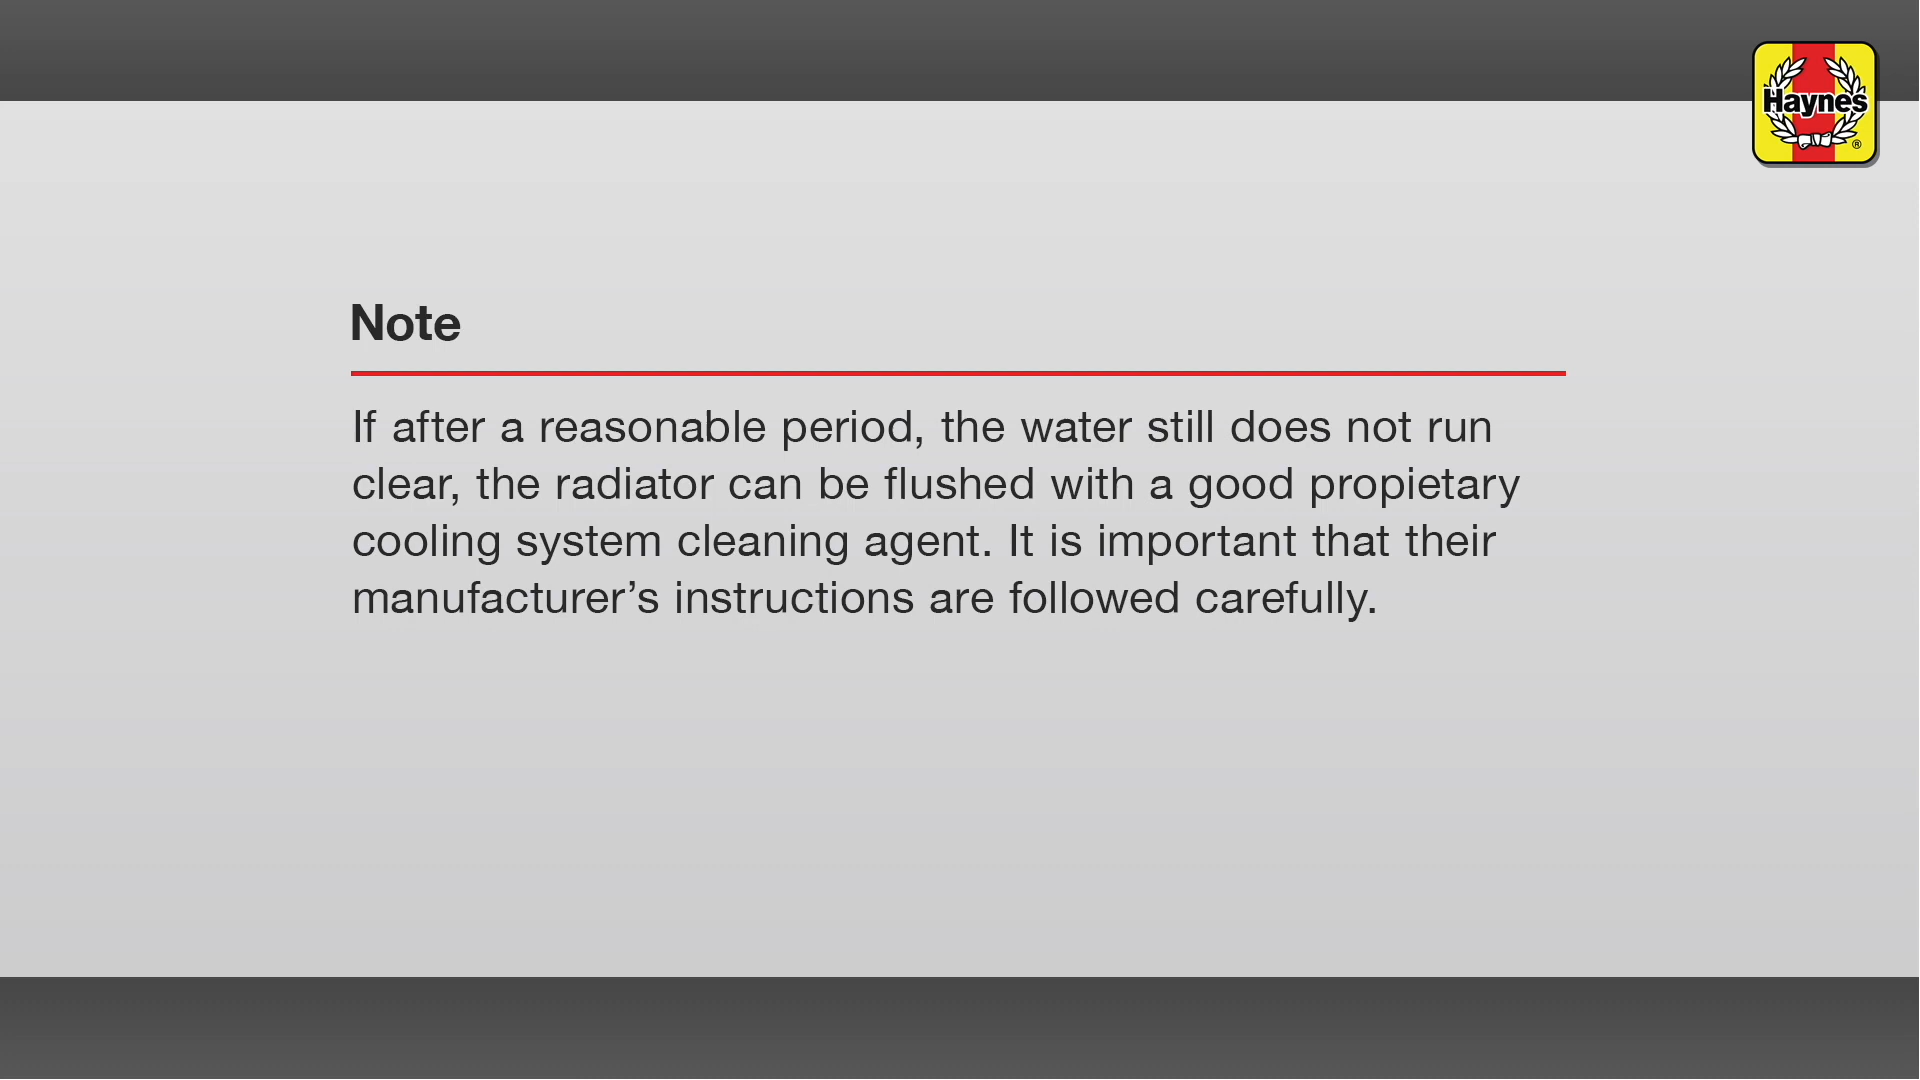 Haynes
®
Note
If after a reasonable period, the water still does not run
clear, the radiator can be flushed with a good propietary
cooling system cleaning agent. It is important that their
manufacturer’s instructions are followed carefully.